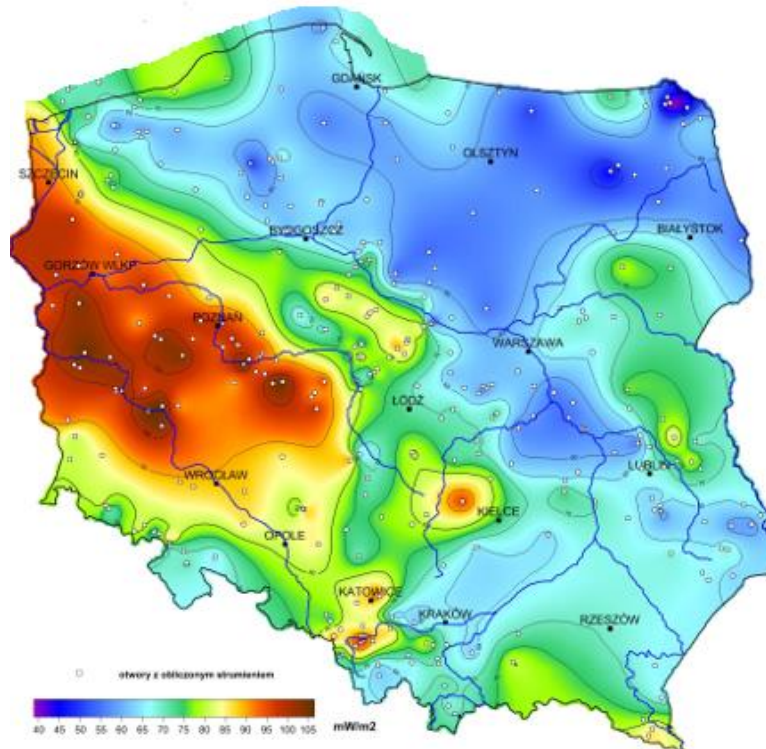 GDAŃSK
OLSZTYN
SZCZECIN
BYDGOSZCZ
BIAŁYSTOK
GORZÓW WLKP
POZNAŃ
WARSZAWA
ŁÓDŹ
WROCŁAW
LUBLIN
KIELCE
OPOLE
KATOWICE
KRAKÓW
RZESZÓW
otwory z obliczonym strumieniem
40 45 50 55 60 65 70 75 80 85 90 95 100 105 mW/m2